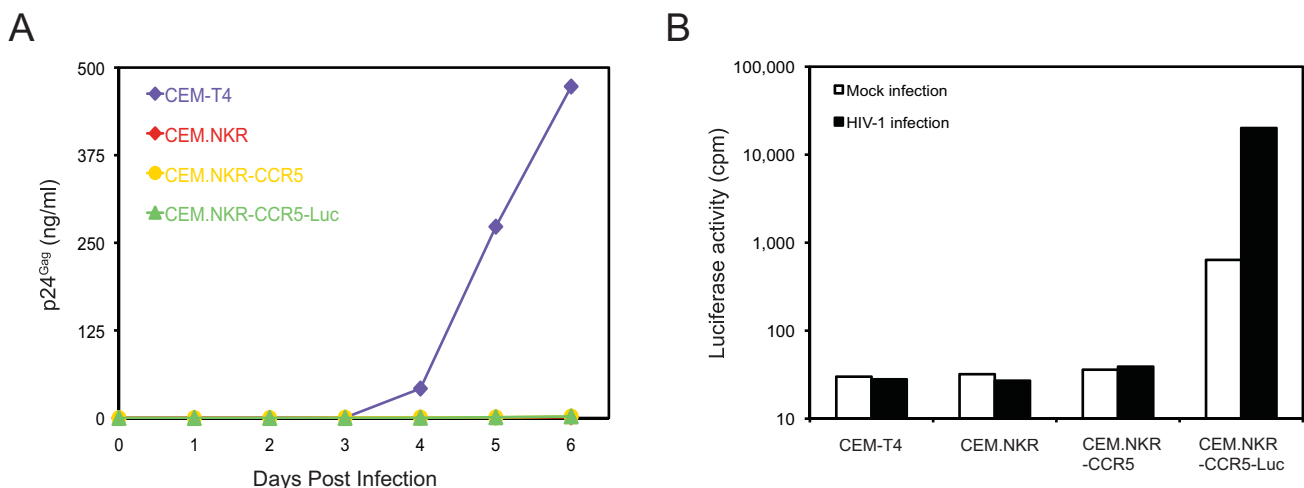 A
500
375
250
125
0
p24Gag (ng/ml)
CEM-T4
CEM.NKR
CEM.NKR-CCR5
CEM.NKR-CCR5-Luc
0 1 2 3 4 5 6
Days Post Infection
B
100,000
10,000
1,000
100
10
Luciferase activity (cpm)
Mock infection
HIV-1 infection
CEM-T4
CEM.NKR
CEM.NKR
-CCR5
CEM.NKR
-CCR5-Luc